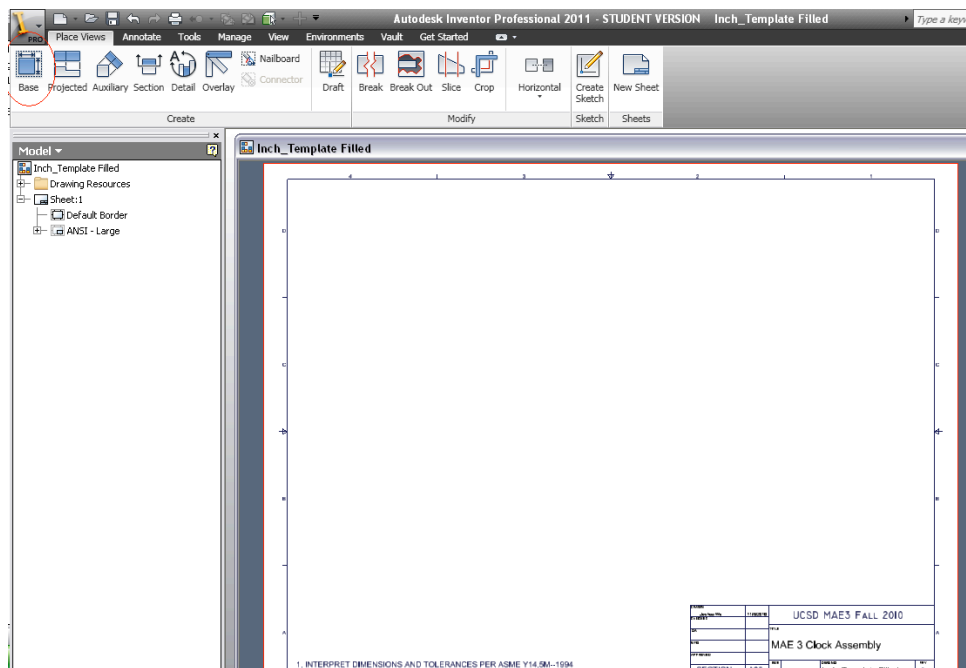 Autodesk Inventor Professional 2011 - STUDENT VERSION Inch_Template Filled
Type a key
PRO
Place Views Annotate Tools Manage View Environments Vault Get Started
Nailboard
Connector
Base Projected Auxiliary Section Detail Overlay Draft Break Break Out Slice Crop Horizontal Create Sketch New Sheet
Create Modify Sketch Sheets
Model
Inch_Template Filled
Inch_Template Filled
Drawing Resources
Sheet:1
Default Border
ANSI - Large
4 3 2 1
D D
C C
B B
A
UCSD MAE3 FALL 2010
MAE 3 Clock Assembly
1. INTERPRET DIMENSIONS AND TOLERANCES PER ASME Y14.5M--1994